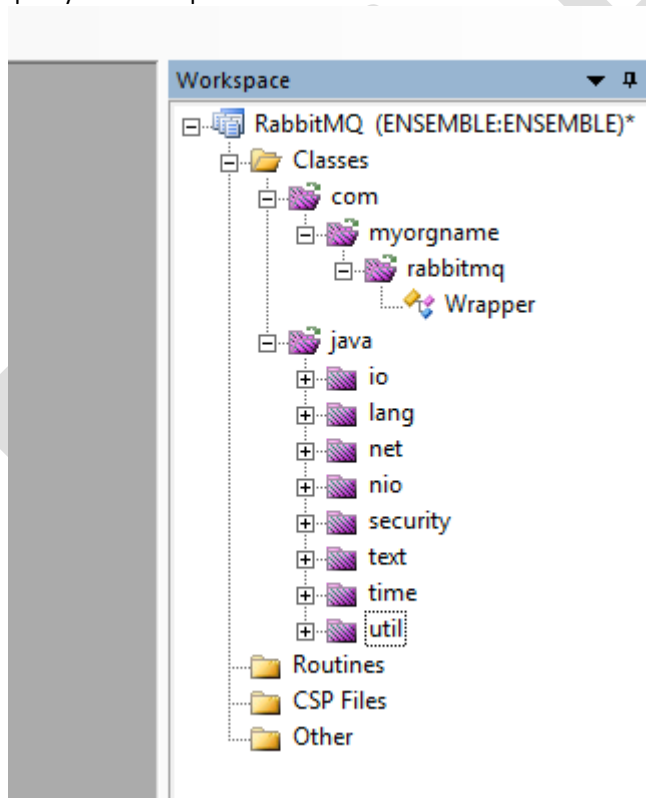 Workspace
RabbitMQ (ENSEMBLE:ENSEMBLE)*
Classes
com
myorgname
rabbitmq
Wrapper
java
io
lang
net
nio
security
text
time
util
Routines
CSP Files
Other